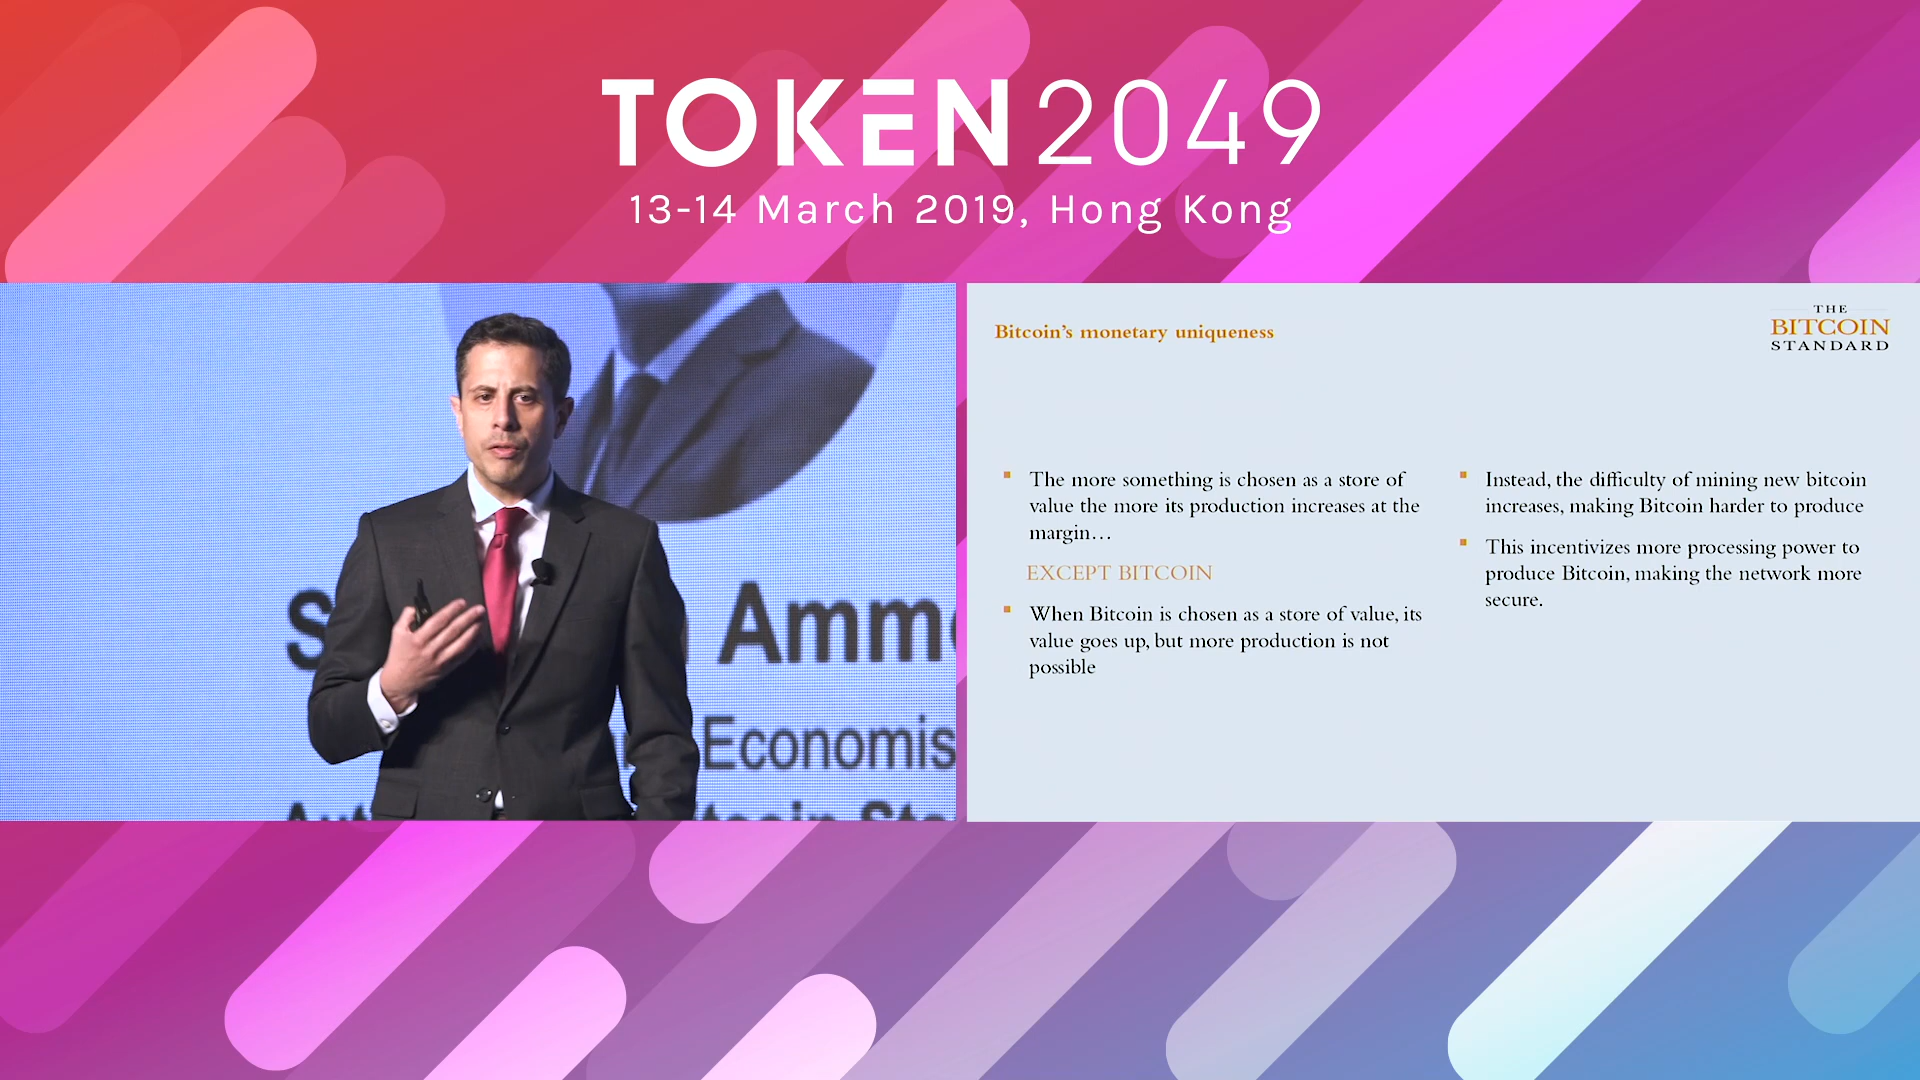 TOKEN2049
13-14 March 2019, Hong Kong
Amm
Economis
Bitcoin's monetary uniqueness
THE
BITCOIN
STANDARD
The more something is chosen as a store of
value the more its production increases at the
margin…
EXCEPT BITCOIN
When Bitcoin is chosen as a store of value, its
value goes up, but more production is not
possible
Instead, the difficulty of mining new bitcoin
increases, making Bitcoin harder to produce
This incentivizes more processing power to
produce Bitcoin, making the network more
secure.